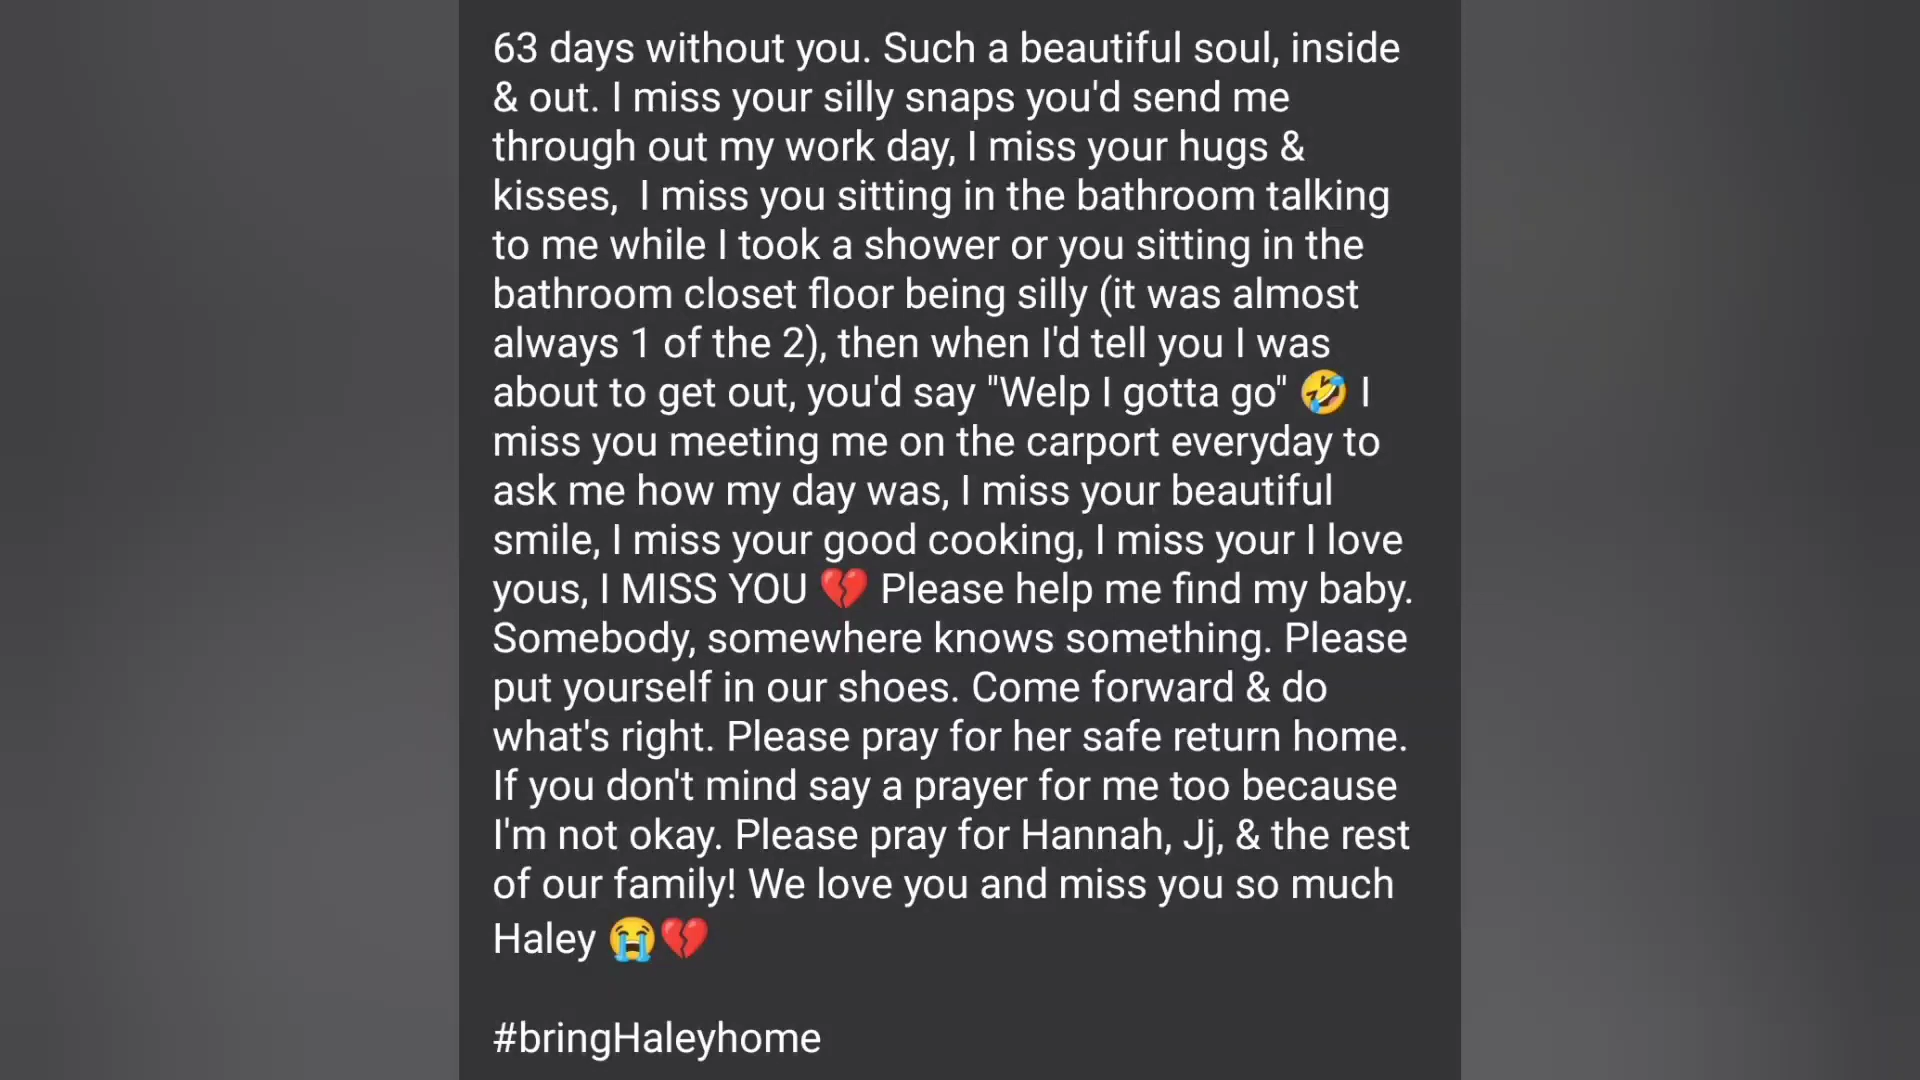 63 days without you. Such a beautiful soul, inside
& out. I miss your silly snaps you'd send me
through out my work day, I miss your hugs &
kisses,  I miss you sitting in the bathroom talking
to me while I took a shower or you sitting in the
bathroom closet floor being silly (it was almost
always 1 of the 2), then when I'd tell you I was
about to get out, you'd say "Welp I gotta go" 🤣 I
miss you meeting me on the carport everyday to
ask me how my day was, I miss your beautiful
smile, I miss your good cooking, I miss your I love
yous, I MISS YOU 💔 Please help me find my baby.
Somebody, somewhere knows something. Please
put yourself in our shoes. Come forward & do
what's right. Please pray for her safe return home.
If you don't mind say a prayer for me too because
I'm not okay. Please pray for Hannah, Jj, & the rest
of our family! We love you and miss you so much
Haley 😭💔
#bringHaleyhome